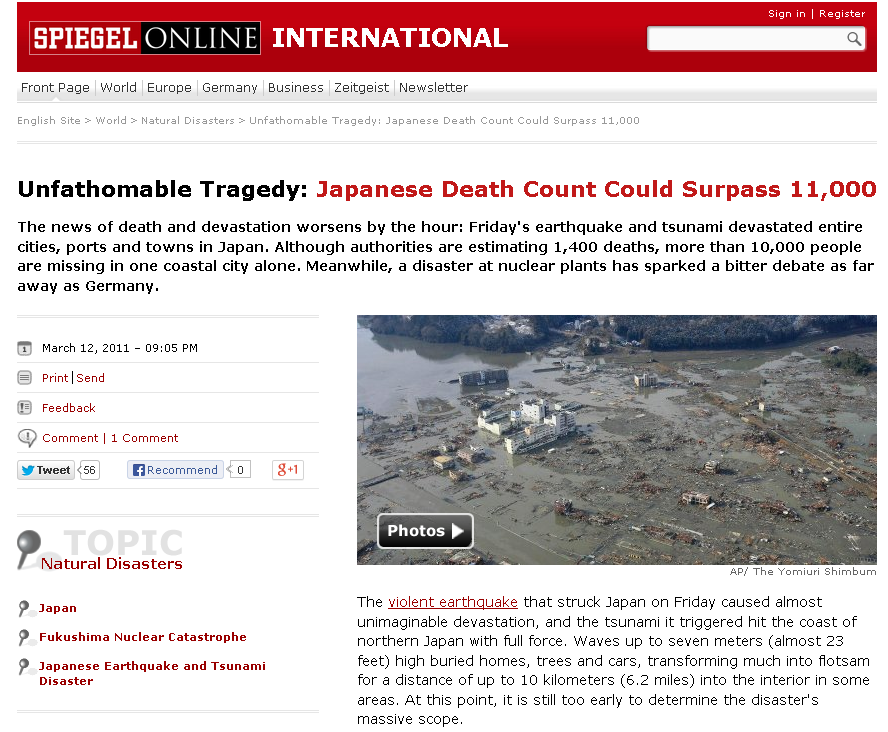 Sign in | Register
SPIEGEL ONLINE INTERNATIONAL
Front Page | World | Europe | Germany | Business | Zeitgeist | Newsletter
English Site > World > Natural Disasters > Unfathomable Tragedy: Japanese Death Count Could Surpass 11,000
Unfathomable Tragedy: Japanese Death Count Could Surpass 11,000
The news of death and devastation worsens by the hour: Friday's earthquake and tsunami devastated entire
cities, ports and towns in Japan. Although authorities are estimating 1,400 deaths, more than 10,000 people
are missing in one coastal city alone. Meanwhile, a disaster at nuclear plants has sparked a bitter debate as far
away as Germany.
March 12, 2011 – 09:05 PM
Print | Send
Feedback
Comment | 1 Comment
Tweet 56 Recommend 0 g+1
TOPIC
Natural Disasters
Japan
Fukushima Nuclear Catastrophe
Japanese Earthquake and Tsunami
Disaster
Photos
AP/ The Yomiuri Shimbum
The violent earthquake that struck Japan on Friday caused almost
unimaginable devastation, and the tsunami it triggered hit the coast of
northern Japan with full force. Waves up to seven meters (almost 23
feet) high buried homes, trees and cars, transforming much into flotsam
for a distance of up to 10 kilometers (6.2 miles) into the interior in some
areas. At this point, it is still too early to determine the disaster's
massive scope.